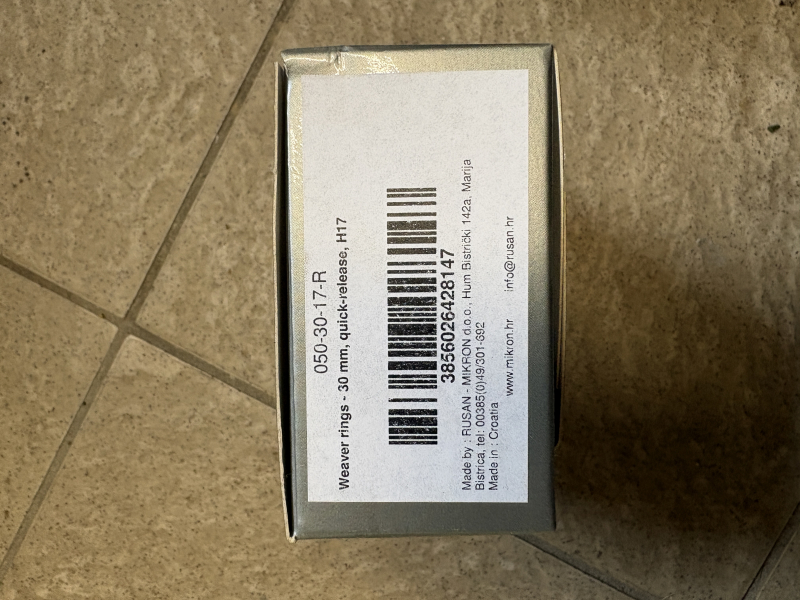 050-30-17-R
Weaver rings - 30 mm, quick-release, H17
3856026428147
Made by : RUSAN - MIKRON d.o.o., Hum Bistrički 142a, Marija
Bistrica, tel: 00385(0)49/301-692
Made in : Croatia
www.mikron.hr info@rusan.hr